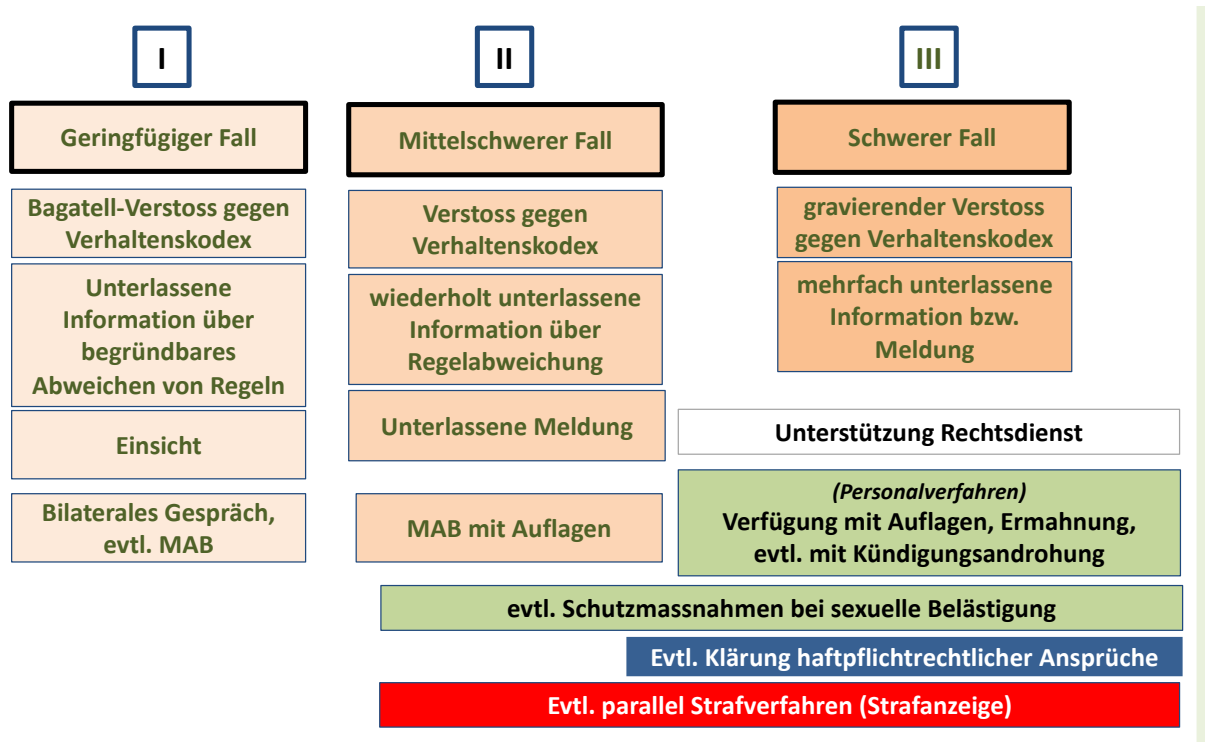 I
II
III
Geringfügiger Fall
Mittelschwerer Fall
Schwerer Fall
Bagatell-Verstoss gegen
Verhaltenskodex
Verstoss gegen
Verhaltenskodex
gravierender Verstoss
gegen Verhaltenskodex
Unterlassene
Information über
begründbares
Abweichen von Regeln
wiederholt unterlassene
Information über
Regelabweichung
mehrfach unterlassene
Information bzw.
Meldung
Einsicht
Unterlassene Meldung
Unterstützung Rechtsdienst
Bilaterales Gespräch,
evtl. MAB
MAB mit Auflagen
(Personalverfahren)
Verfügung mit Auflagen, Ermahnung,
evtl. mit Kündigungsandrohung
evtl. Schutzmassnahmen bei sexuelle Belästigung
Evtl. Klärung haftpflichtrechtlicher Ansprüche
Evtl. parallel Strafverfahren (Strafanzeige)